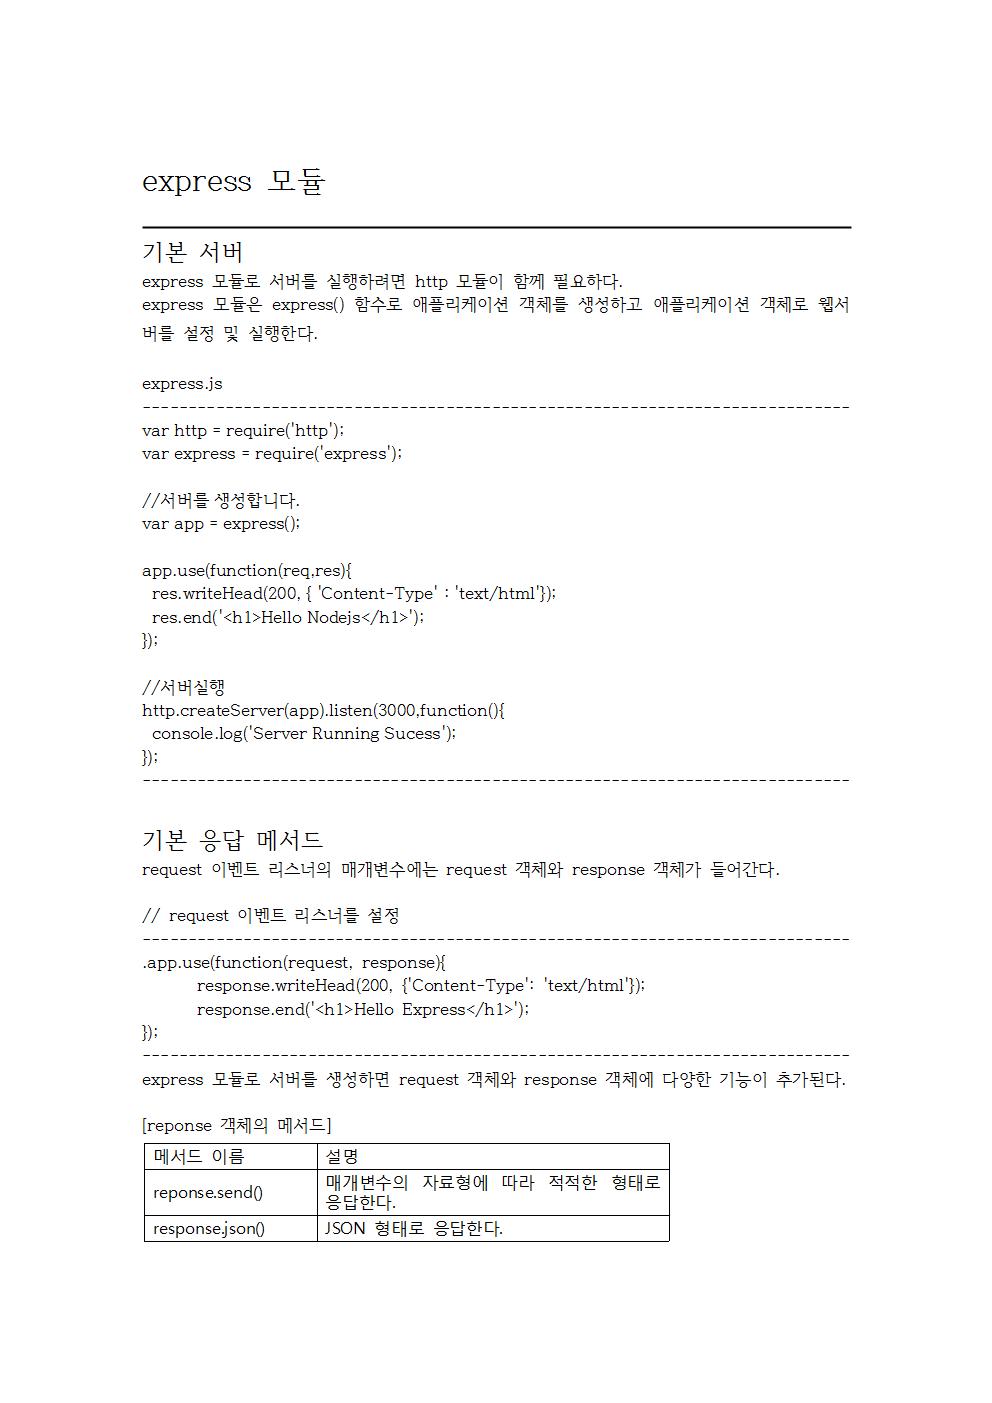 express 모듈
기본 서버
express 모듈로 서버를 실행하려면 http 모듈이 함께 필요하다.
express 모듈은 express() 함수로 애플리케이션 객체를 생성하고 애플리케이션 객체로 웹서
버를 설정 및 실행한다.
express.js
-----------------------------------------------------------------------------
var http = require('http');
var express = require('express');
//서버를 생성합니다.
var app = express();
app.use(function(req,res){
res.writeHead(200, { 'Content-Type' : 'text/html'});
res.end('<h1>Hello Nodejs</h1>');
});
//서버실행
http.createServer(app).listen(3000,function(){
console.log('Server Running Sucess');
});
-----------------------------------------------------------------------------
기본 응답 메서드
request 이벤트 리스너의 매개변수에는 request 객체와 response 객체가 들어간다.
// request 이벤트 리스너를 설정
-----------------------------------------------------------------------------
.app.use(function(request, response){
response.writeHead(200, {'Content-Type': 'text/html'});
response.end('<h1>Hello Express</h1>');
});
-----------------------------------------------------------------------------
express 모듈로 서버를 생성하면 request 객체와 response 객체에 다양한 기능이 추가된다.
[reponse 객체의 메서드]
메서드 이름 설명
reponse.send() 매개변수의 자료형에 따라 적적한 형태로
응답한다.
response.json() JSON 형태로 응답한다.